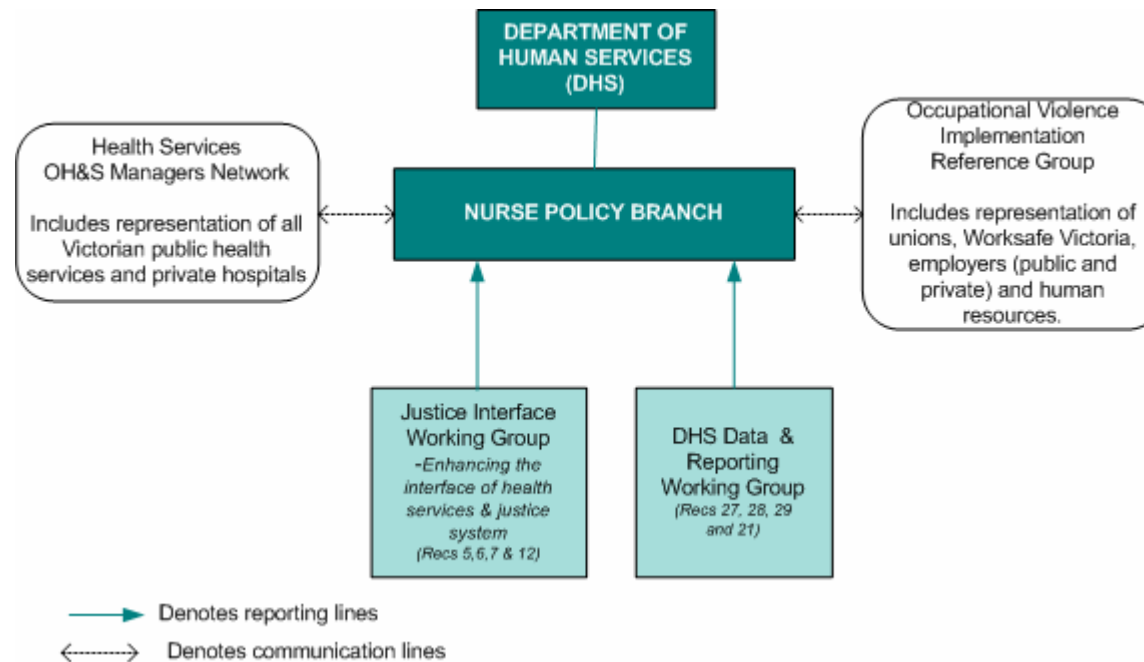 DEPARTMENT OF
HUMAN SERVICES
(DHS)
Health Services
OH&S Managers Network
Includes representation of all
Victorian public health
services and private hospitals
NURSE POLICY BRANCH
Occupational Violence
Implementation
Reference Group
Includes representation of
unions, Worksafe Victoria,
employers (public and
private) and human
resources.
Justice Interface
Working Group
-Enhancing the
interface of health
services & justice
system
(Recs 5,6,7 & 12)
DHS Data &
Reporting
Working Group
(Recs 27, 28, 29
and 21)
Denotes reporting lines
Denotes communication lines